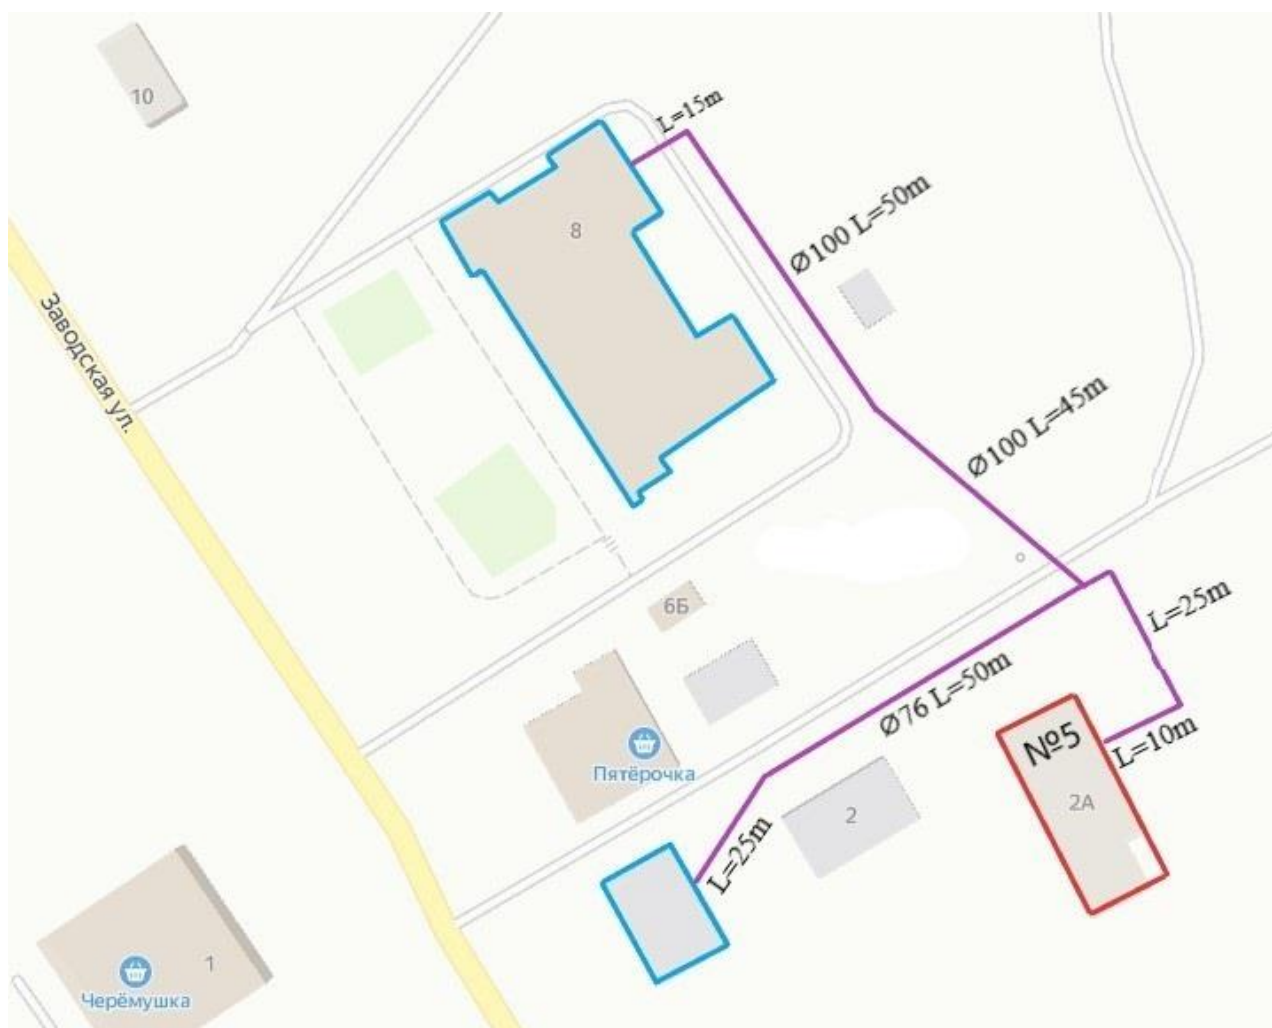 10
L=15m
8
Ø100 L=50m
Заводская ул.
Ø100 L=45m
6Б
L=25m
Ø76 L=50m
№5
L=10m
Пятёрочка
2А
2
L=25m
1
Черёмушка